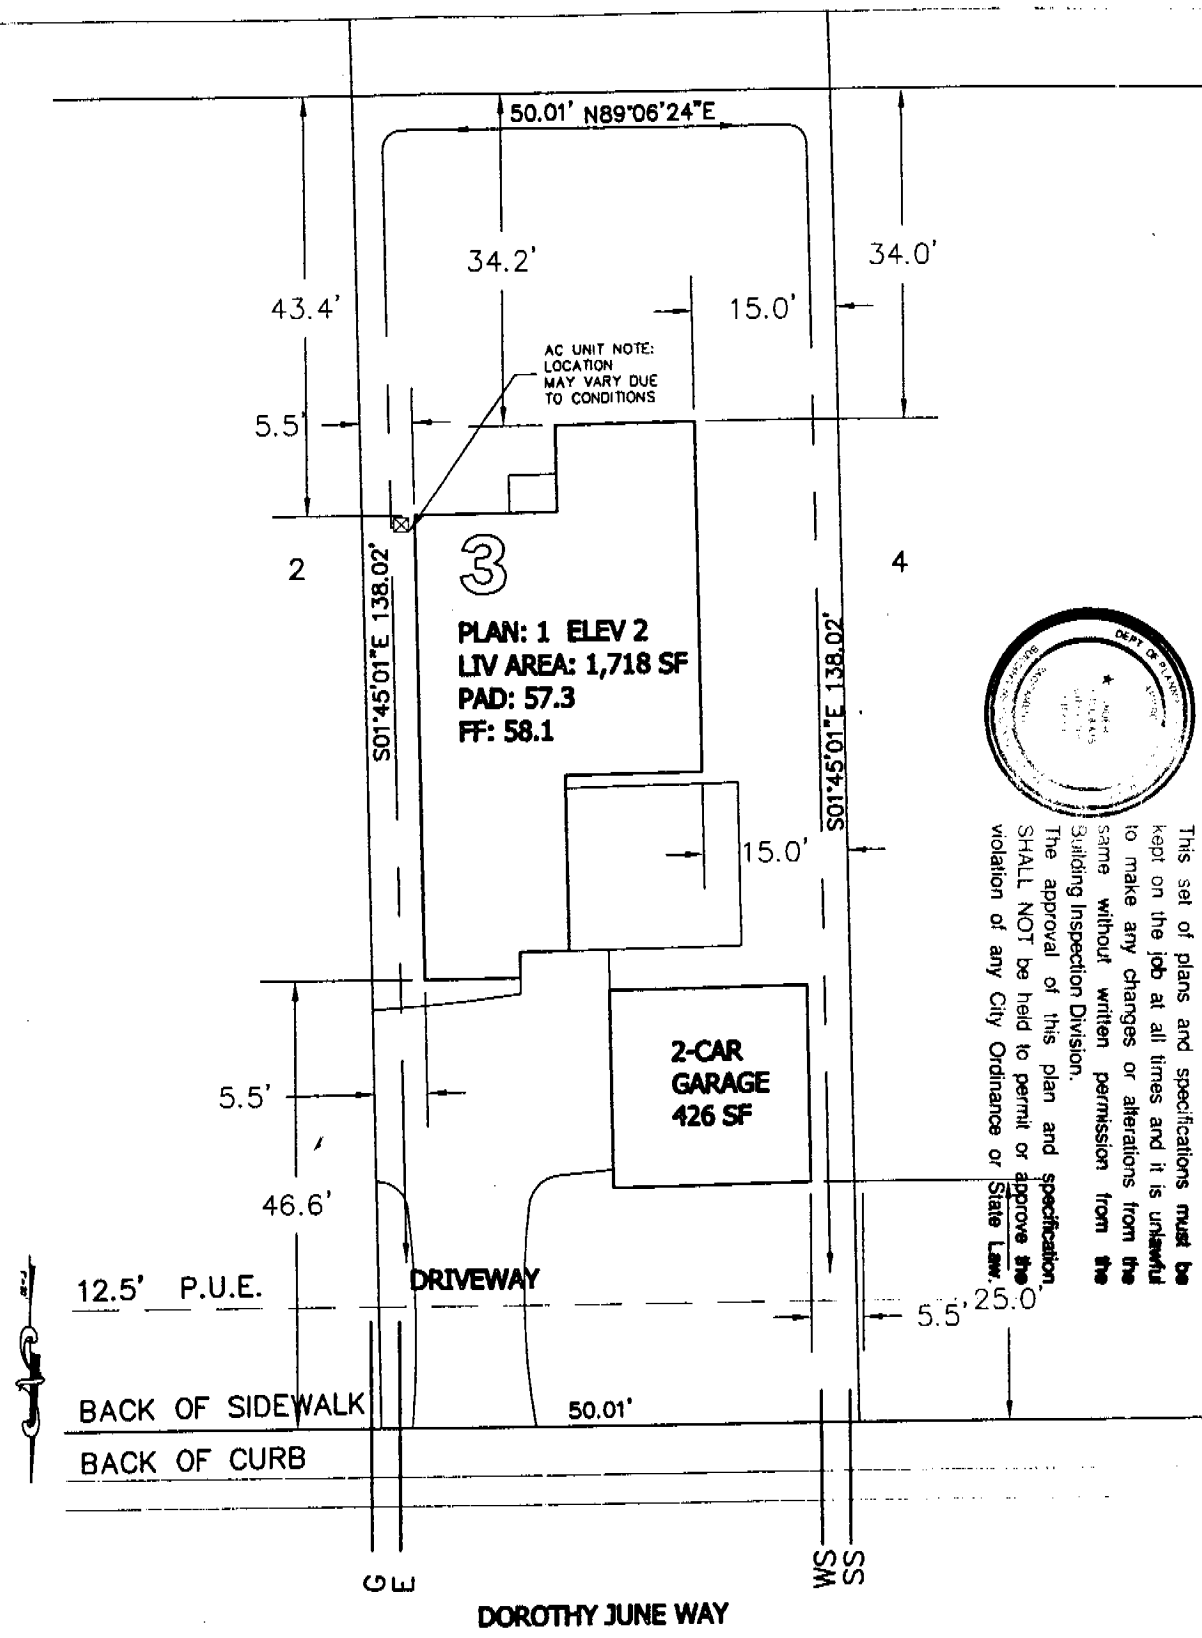 50.01' N89°06'24"E
34.2'
34.0'
43.4'
15.0'
AC UNIT NOTE:
LOCATION
MAY VARY DUE
TO CONDITIONS
5.5'
2
3
4
S01°45'01"E 138.02'
PLAN: 1 ELEV 2
LIV AREA: 1,718 SF
PAD: 57.3
FF: 58.1
S01°45'01"E 138.02'
DEPT OF
This set of plans and specifications must be
kept on the job at all times and it is unlawful
to make any changes or alterations from the
same without written permission from the
Building Inspection Division.
The approval of this plan and specification
SHALL NOT be held to permit or approve the
violation of any City Ordinance or State Law.
15.0'
2-CAR
GARAGE
426 SF
5.5'
46.6'
12.5' P.U.E.
DRIVEWAY
5.5'
25.0'
BACK OF SIDEWALK
50.01'
BACK OF CURB
G
E
WS
SS
DOROTHY JUNE WAY